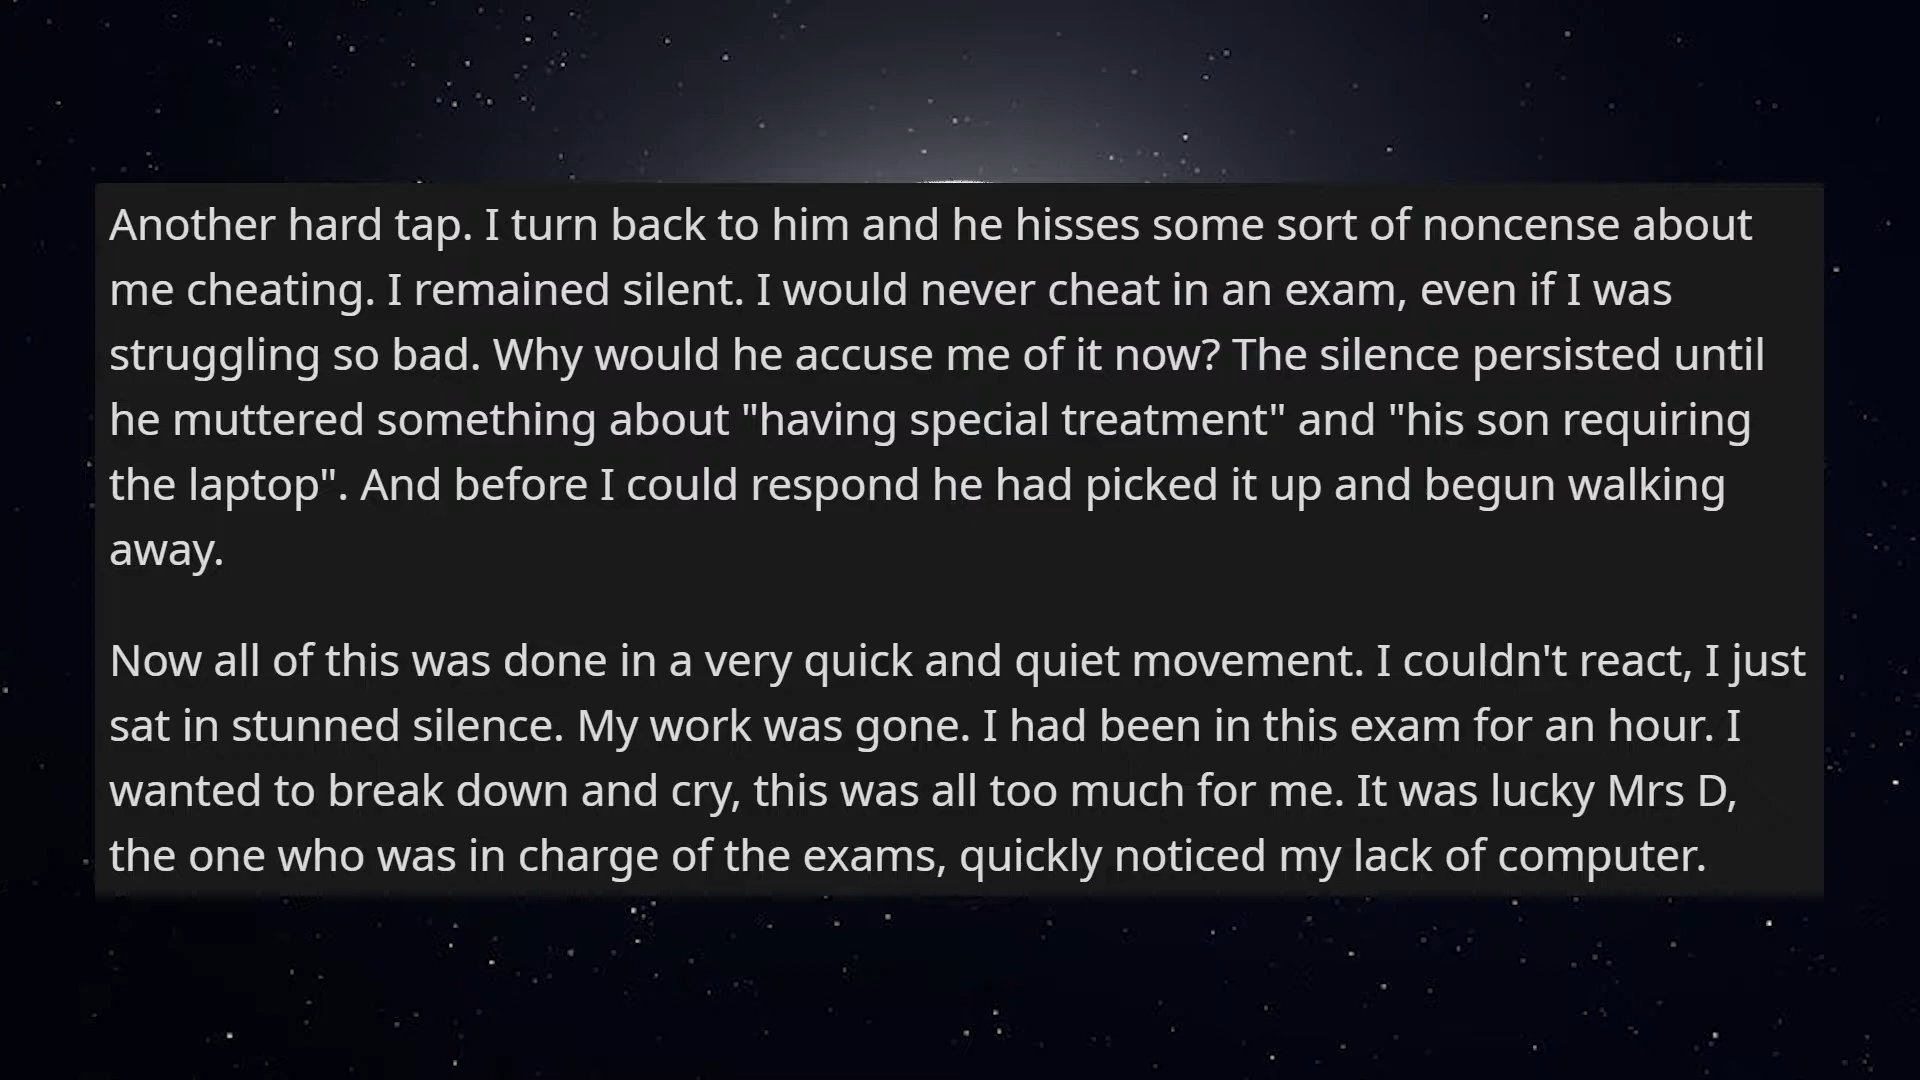 Another hard tap. I turn back to him and he hisses some sort of noncense about
me cheating. I remained silent. I would never cheat in an exam, even if I was
struggling so bad. Why would he accuse me of it now? The silence persisted until
he muttered something about "having special treatment" and "his son requiring
the laptop". And before I could respond he had picked it up and begun walking
away.
Now all of this was done in a very quick and quiet movement. I couldn't react, I just
sat in stunned silence. My work was gone. I had been in this exam for an hour. I
wanted to break down and cry, this was all too much for me. It was lucky Mrs D,
the one who was in charge of the exams, quickly noticed my lack of computer.